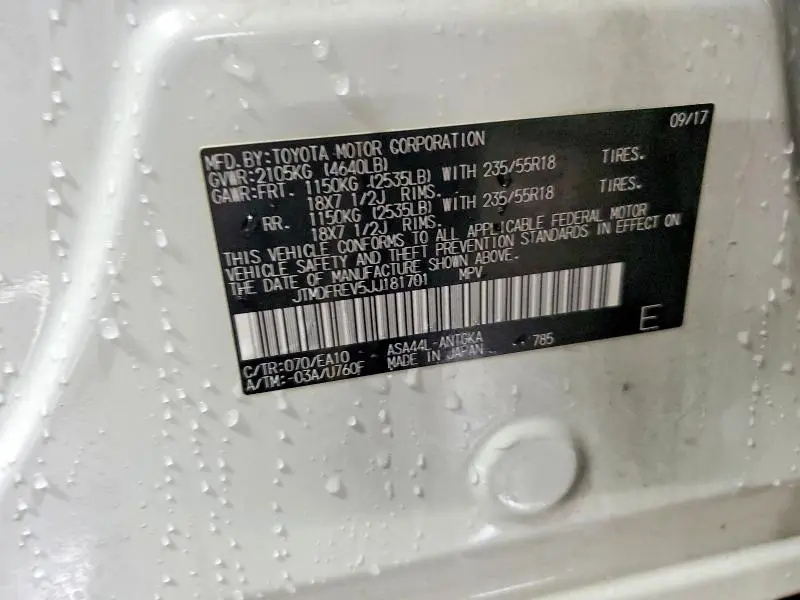 09/17
MFD. BY:TOYOTA MOTOR CORPORATION
GVWR:2105KG (4640LB)
GAWR:FRT. 1150KG (2535LB) WITH 235/55R18 TIRES.
18X7 1/2J RIMS.
RR. 1150KG (2535LB) WITH 235/55R18 TIRES.
18X7 1/2J RIMS.
THIS VEHICLE CONFORMS TO ALL APPLICABLE FEDERAL MOTOR
VEHICLE SAFETY AND THEFT PREVENTION STANDARDS IN EFFECT ON
THE DATE OF MANUFACTURE SHOWN ABOVE.
JTMDFREV5JJ181701 MPV
E
C/TR:070/EA10 ASA44L-ANTGKA 785
A/TM:-03A/U760F MADE IN JAPAN